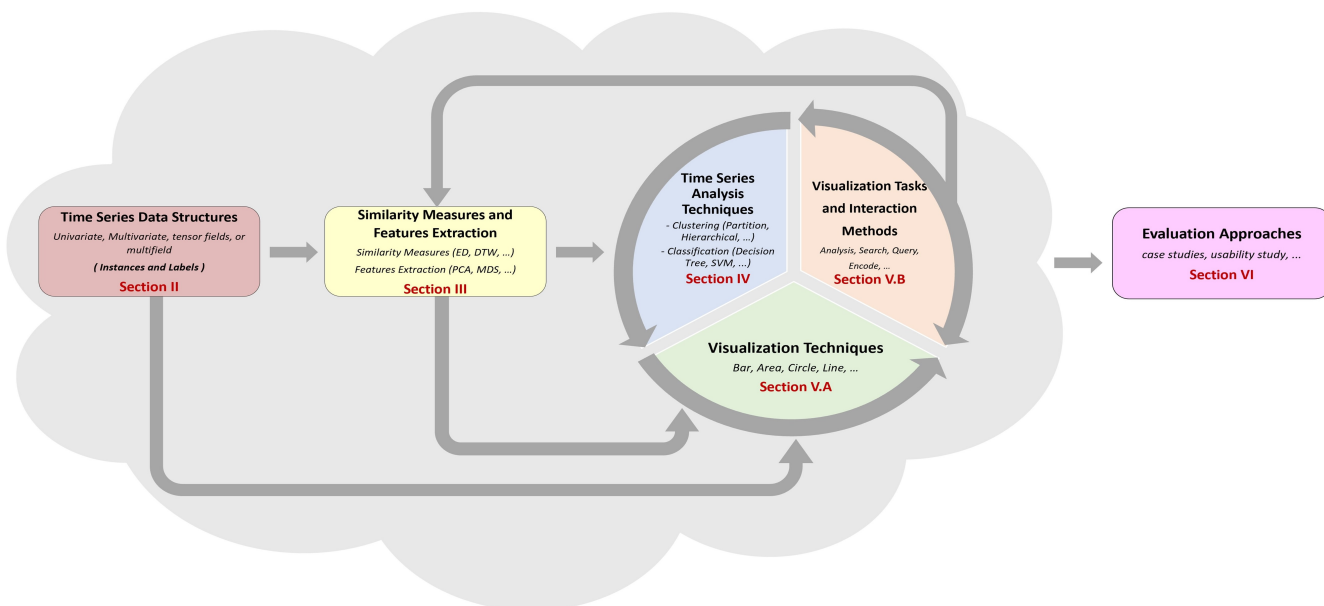 Time Series Data Structures
Univariate, Multivariate, tensor fields, or
multifield
( Instances and Labels )
Section II
Similarity Measures and
Features Extraction
Similarity Measures (ED, DTW, ...)
Features Extraction (PCA, MDS, ...)
Section III
Time Series
Analysis
Techniques
- Clustering (Partition,
Hierarchical, ...)
- Classification (Decision
Tree, SVM, ...)
Section IV
Visualization Tasks
and Interaction
Methods
Analysis, Search, Query,
Encode, ...
Section V.B
Visualization Techniques
Bar, Area, Circle, Line, ...
Section V.A
Evaluation Approaches
case studies, usability study, ...
Section VI